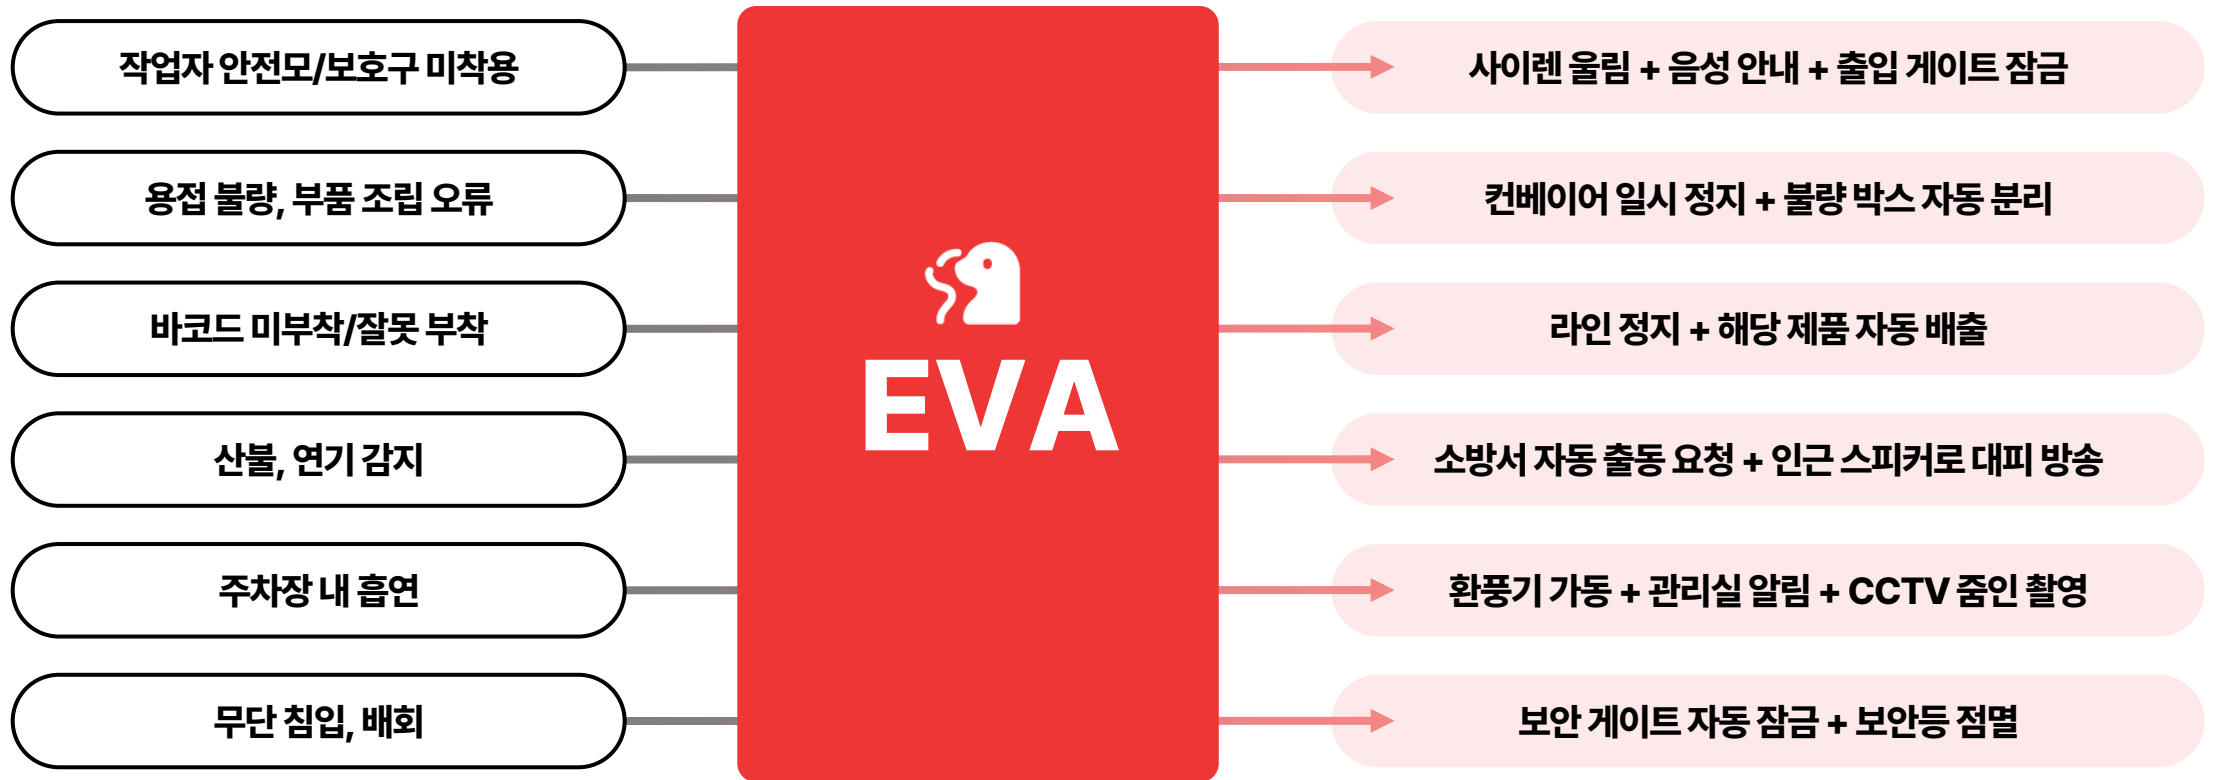 작업자 안전모/보호구 미착용
사이렌 울림 + 음성 안내 + 출입 게이트 잠금
용접 불량, 부품 조립 오류
컨베이어 일시 정지 + 불량 박스 자동 분리
바코드 미부착/잘못 부착
라인 정지 + 해당 제품 자동 배출
EVA
산불, 연기 감지
소방서 자동 출동 요청 + 인근 스피커로 대피 방송
주차장 내 흡연
환풍기 가동 + 관리실 알림 + CCTV 줌인 촬영
무단 침입, 배회
보안 게이트 자동 잠금 + 보안등 점멸